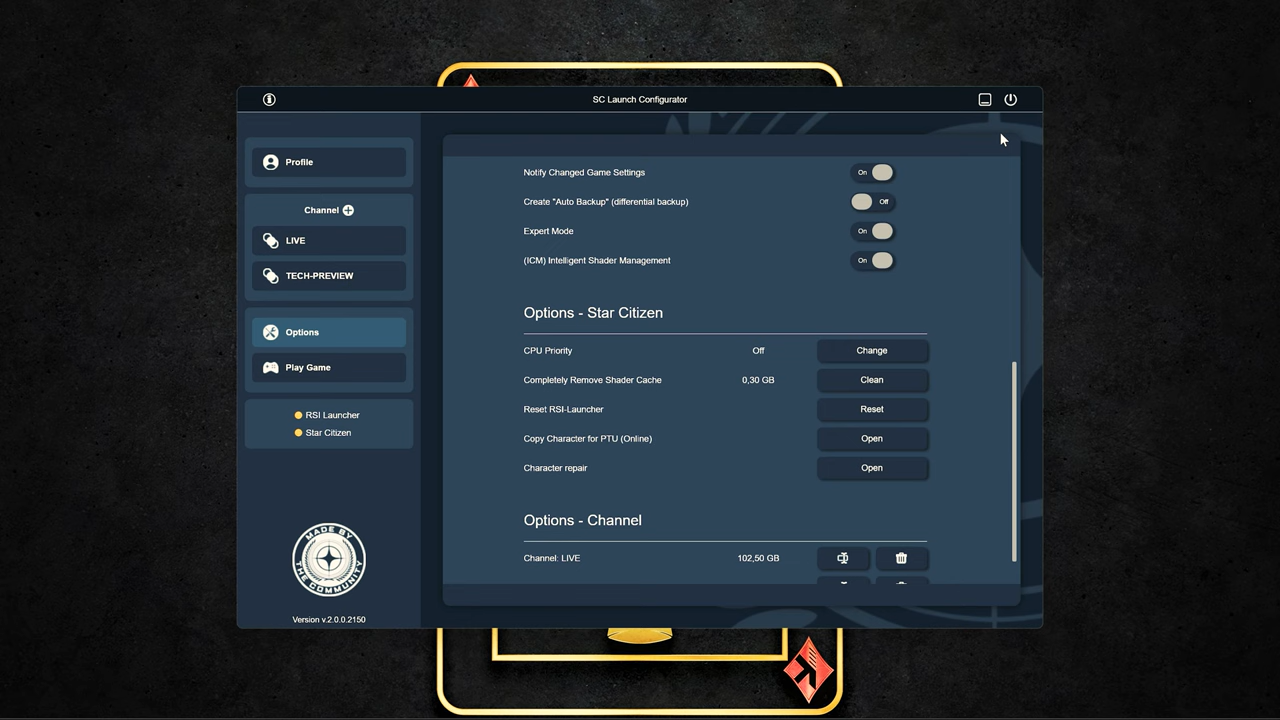 SC Launch Configurator
Profile
Channel
LIVE
TECH-PREVIEW
Options
Play Game
RSI Launcher
Star Citizen
MADE BY
THE COMMUNITY
Version v.2.0.0.2150
Notify Changed Game Settings On
Create "Auto Backup" (differential backup) Off
Expert Mode On
(ICM) Intelligent Shader Management On
Options - Star Citizen
CPU Priority Off Change
Completely Remove Shader Cache 0,30 GB Clean
Reset RSI-Launcher Reset
Copy Character for PTU (Online) Open
Character repair Open
Options - Channel
Channel: LIVE 102,50 GB